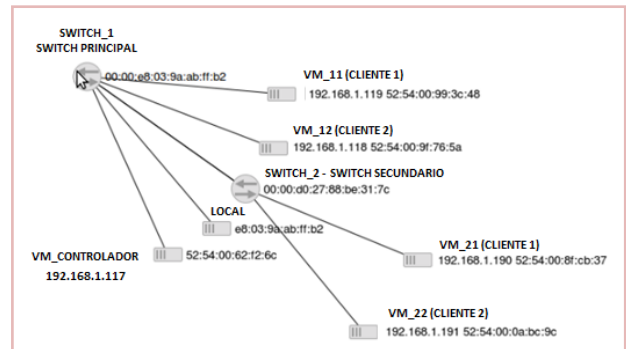 SWITCH_1
SWITCH PRINCIPAL
00:00:e8:03:9a:ab:ff:b2
VM_11 (CLIENTE 1)
192.168.1.119 52:54:00:99:3c:48
VM_12 (CLIENTE 2)
192.168.1.118 52:54:00:9f:76:5a
SWITCH_2 - SWITCH SECUNDARIO
00:00:d0:27:88:be:31:7c
LOCAL
e8:03:9a:ab:ff:b2
VM_CONTROLADOR
192.168.1.117
52:54:00:62:f2:6c
VM_21 (CLIENTE 1)
192.168.1.190 52:54:00:8f:cb:37
VM_22 (CLIENTE 2)
192.168.1.191 52:54:00:0a:bc:9c